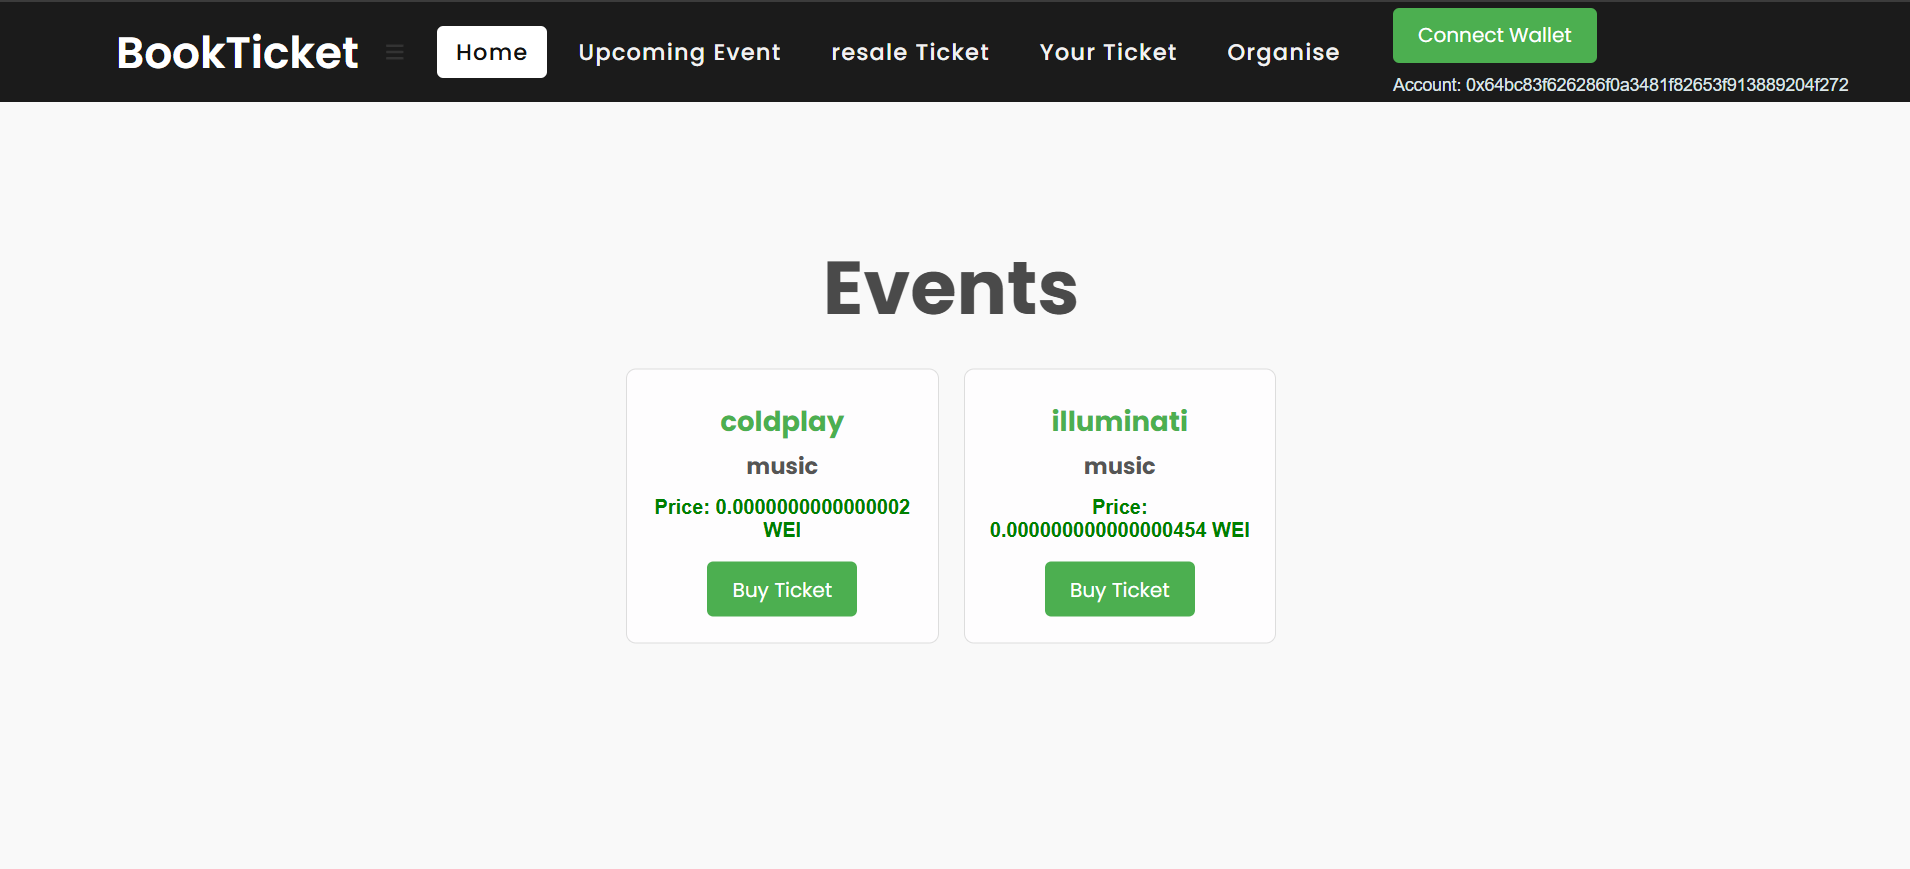 BookTicket
Home
Upcoming Event
resale Ticket
Your Ticket
Organise
Connect Wallet
Account: 0x64bc83f626286f0a3481f82653f913889204f272
Events
coldplay
music
Price: 0.0000000000000002
WEI
Buy Ticket
illuminati
music
Price:
0.000000000000000454 WEI
Buy Ticket